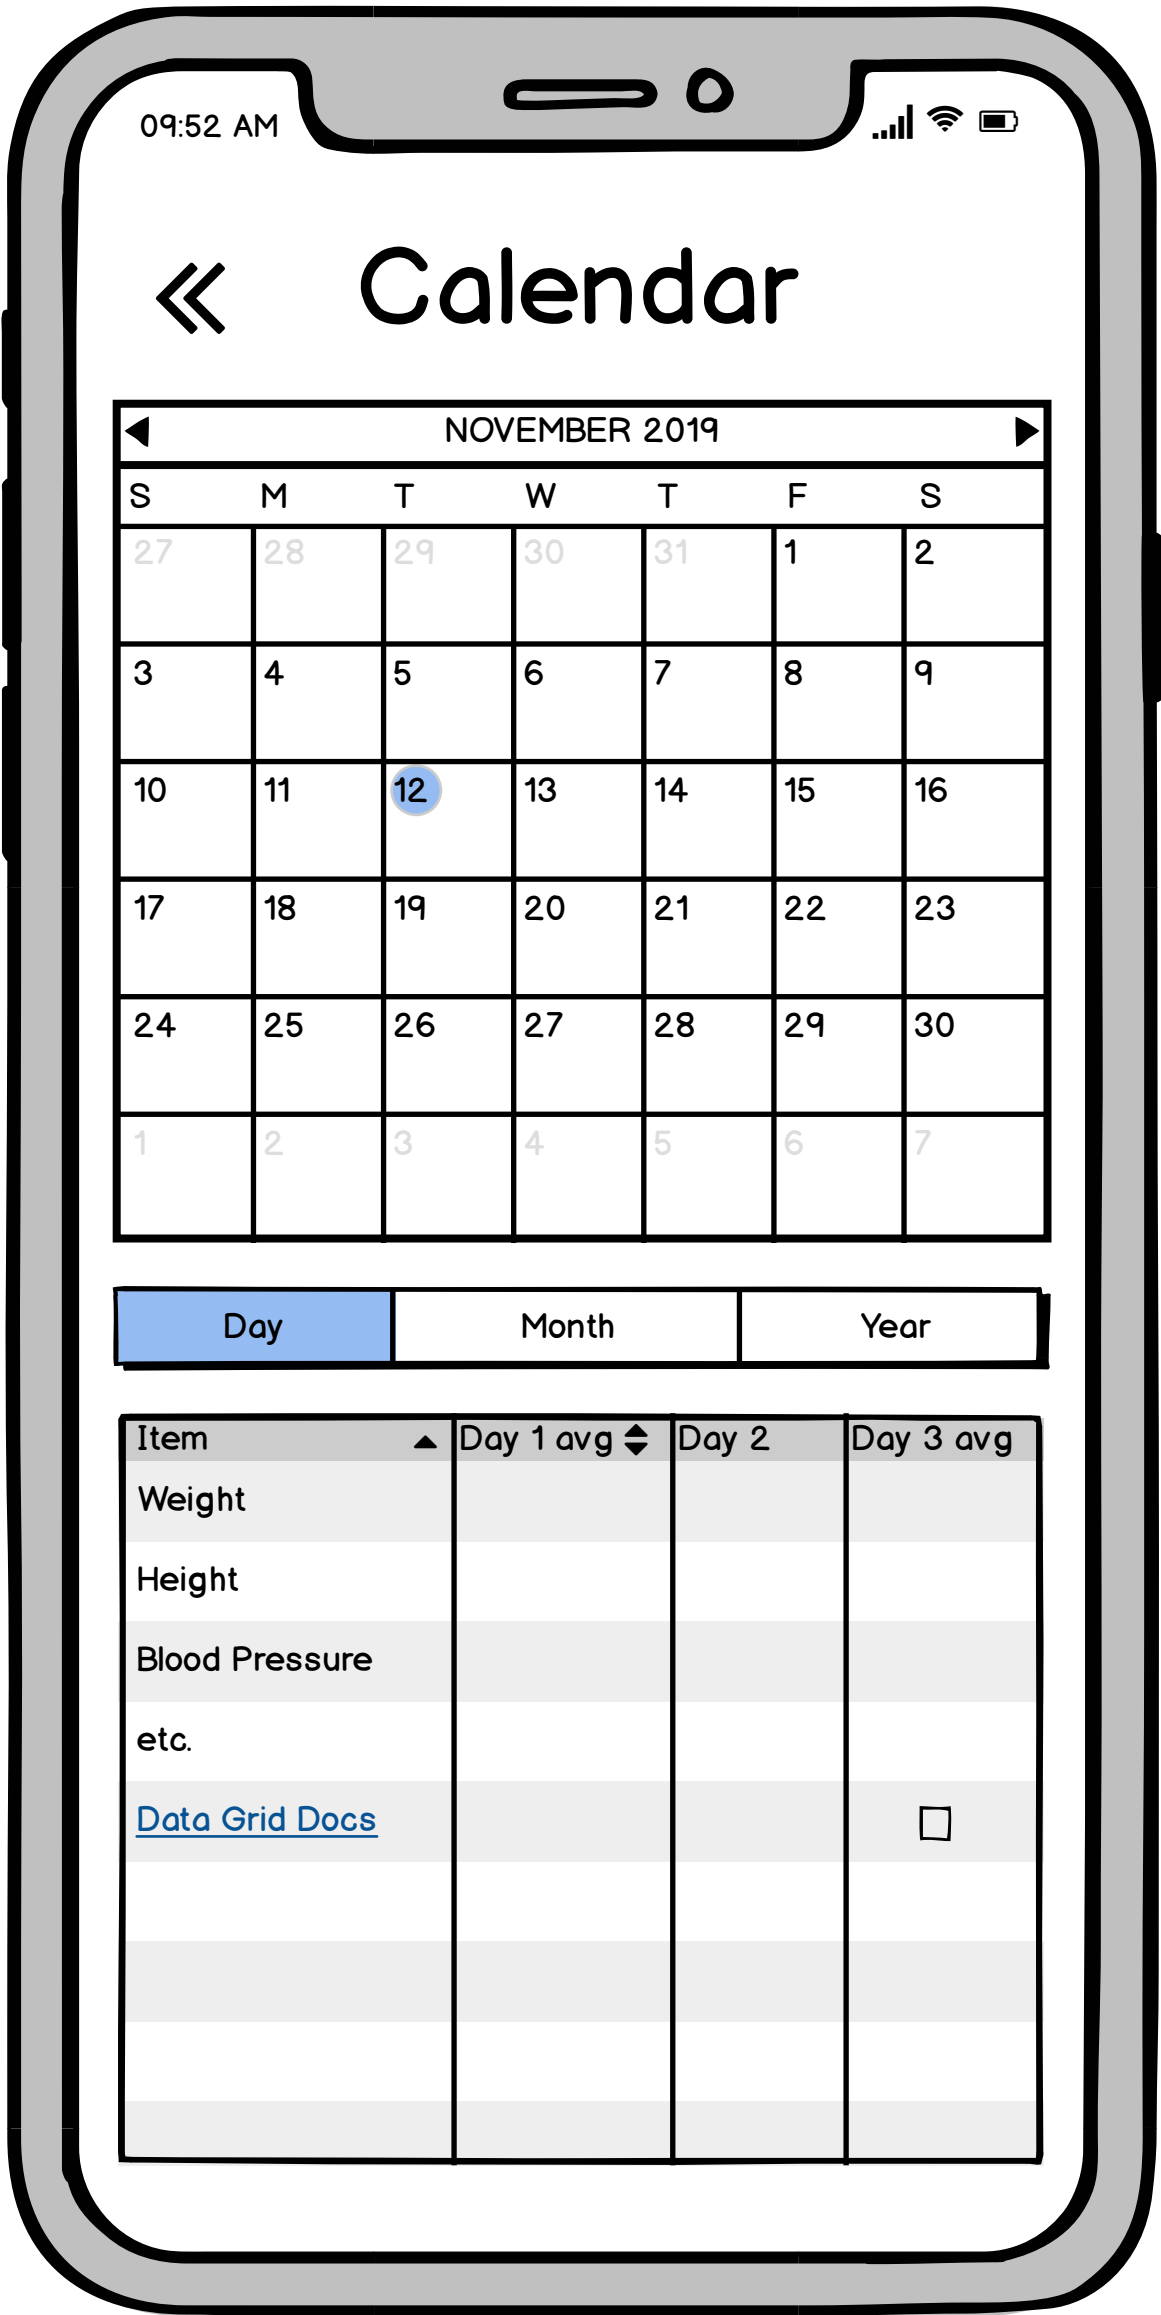 09:52 AM
Calendar
NOVEMBER 2019
S M T W T F S
27 28 29 30 31 1 2
3 4 5 6 7 8 9
10 11 12 13 14 15 16
17 18 19 20 21 22 23
24 25 26 27 28 29 30
1 2 3 4 5 6 7
Day Month Year
Item Day 1 avg Day 2 Day 3 avg
Weight
Height
Blood Pressure
etc.
Data Grid Docs